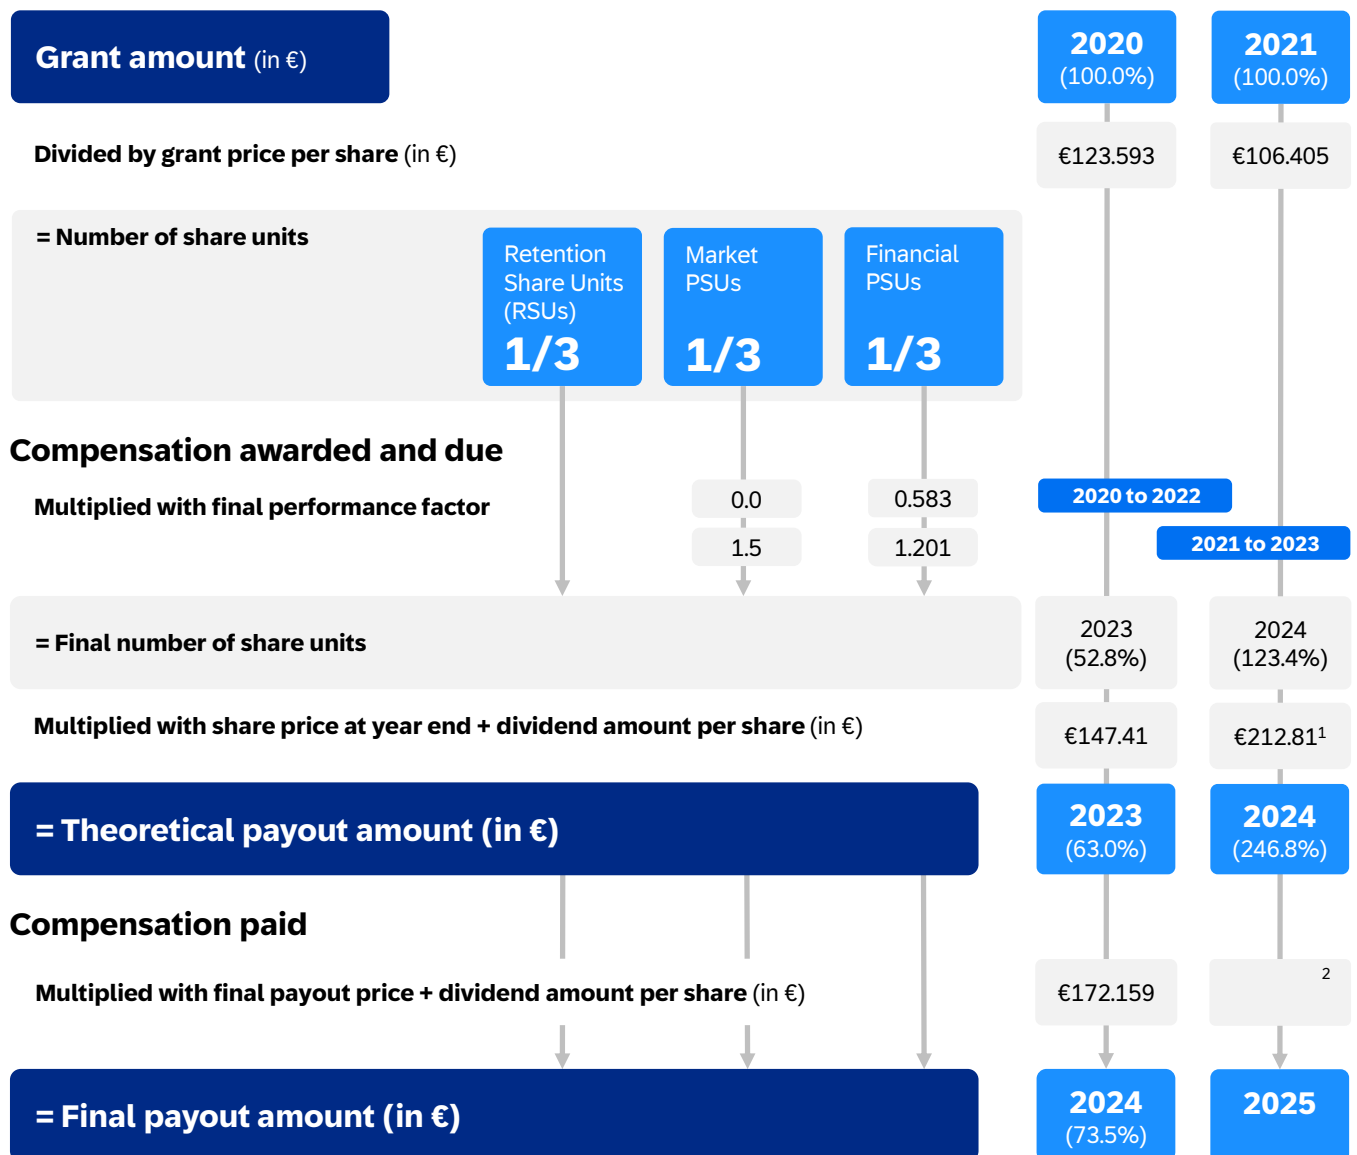 Grant amount (in €)
2020
(100.0%)
2021
(100.0%)
Divided by grant price per share (in €)
€123.593
€106.405
= Number of share units
Retention
Share Units
(RSUs)
1/3
Market
PSUs
1/3
Financial
PSUs
1/3
Compensation awarded and due
Multiplied with final performance factor
0.0
0.583
2020 to 2022
1.5
1.201
2021 to 2023
= Final number of share units
2023
(52.8%)
2024
(123.4%)
Multiplied with share price at year end + dividend amount per share (in €)
€147.41
€212.81¹
= Theoretical payout amount (in €)
2023
(63.0%)
2024
(246.8%)
Compensation paid
Multiplied with final payout price + dividend amount per share (in €)
€172.159
2
= Final payout amount (in €)
2024
(73.5%)
2025